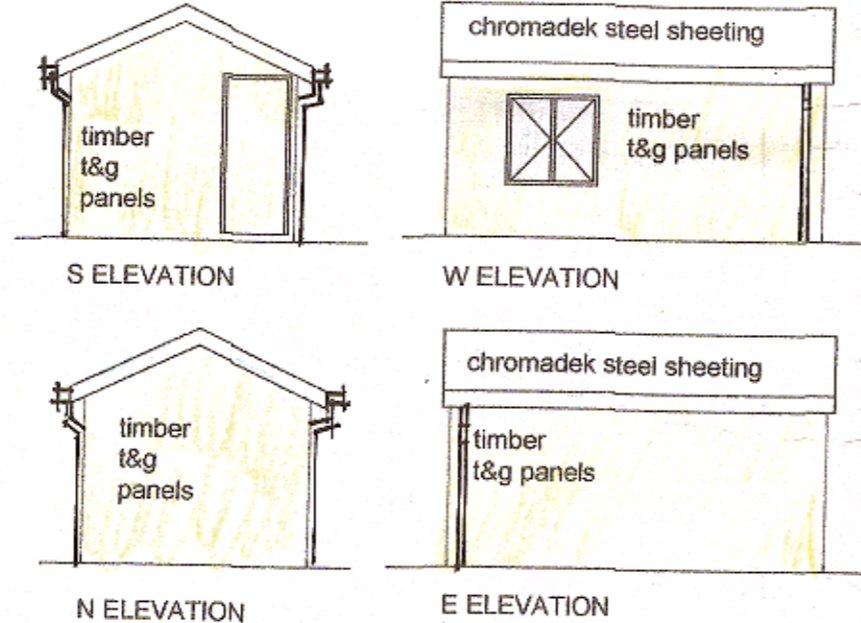 timber
t&g
panels
S ELEVATION
chromadek steel sheeting
timber
t&g panels
W ELEVATION
timber
t&g
panels
N ELEVATION
chromadek steel sheeting
timber
t&g panels
E ELEVATION